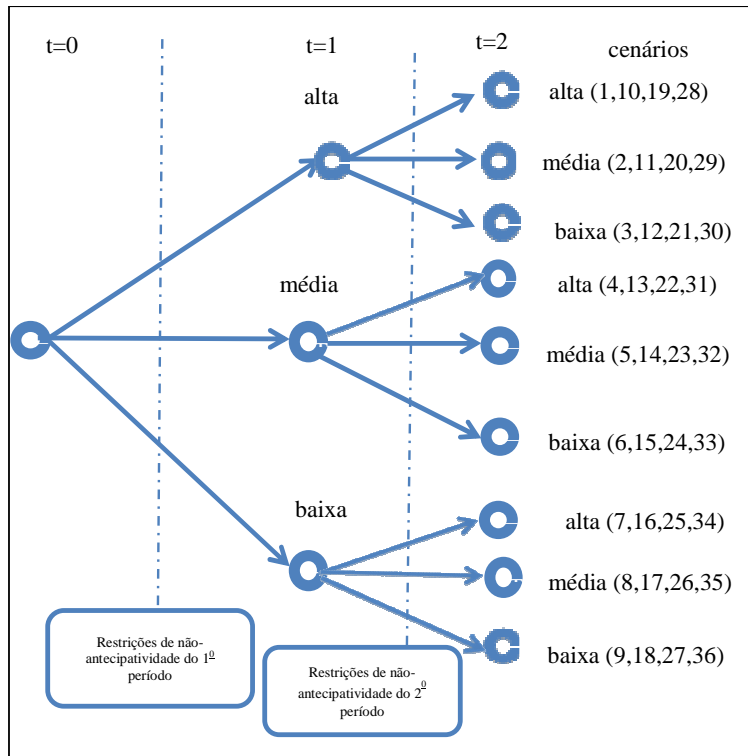 t=0
t=1
t=2
cenários
alta
alta (1,10,19,28)
média (2,11,20,29)
baixa (3,12,21,30)
média
alta (4,13,22,31)
média (5,14,23,32)
baixa (6,15,24,33)
baixa
alta (7,16,25,34)
média (8,17,26,35)
baixa (9,18,27,36)
Restrições de não-
antecipatividade do 1º
período
Restrições de não-
antecipatividade do 2º
período